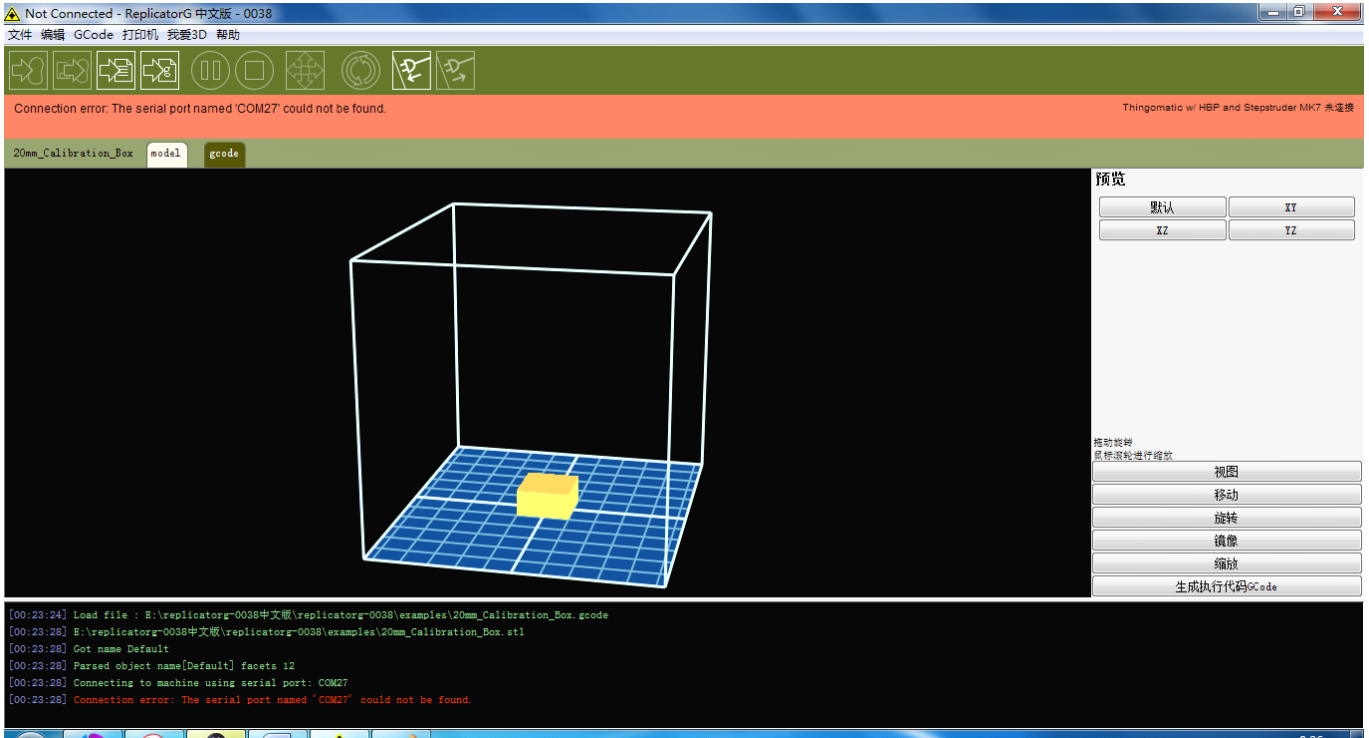 Not Connected - ReplicatorG 中文版 - 0038
文件 编辑 GCode 打印机 我爱3D 帮助
Connection error: The serial port named 'COM27' could not be found.
Thingomatic w/ HBP and Stepstruder MK7 未连接
20mm_Calibration_Box model gcode
预览
默认 XY
XZ YZ
拖动旋转
鼠标滚轮进行缩放
视图
移动
旋转
镜像
缩放
生成执行代码GCode
[00:23:24] Load file : E:\replicatorg-0038中文版\replicatorg-0038\examples\20mm_Calibration_Box.gcode
[00:23:28] E:\replicatorg-0038中文版\replicatorg-0038\examples\20mm_Calibration_Box.stl
[00:23:28] Got name Default
[00:23:28] Parsed object name[Default] facets 12
[00:23:28] Connecting to machine using serial port: COM27
[00:23:28] Connection error: The serial port named 'COM27' could not be found.